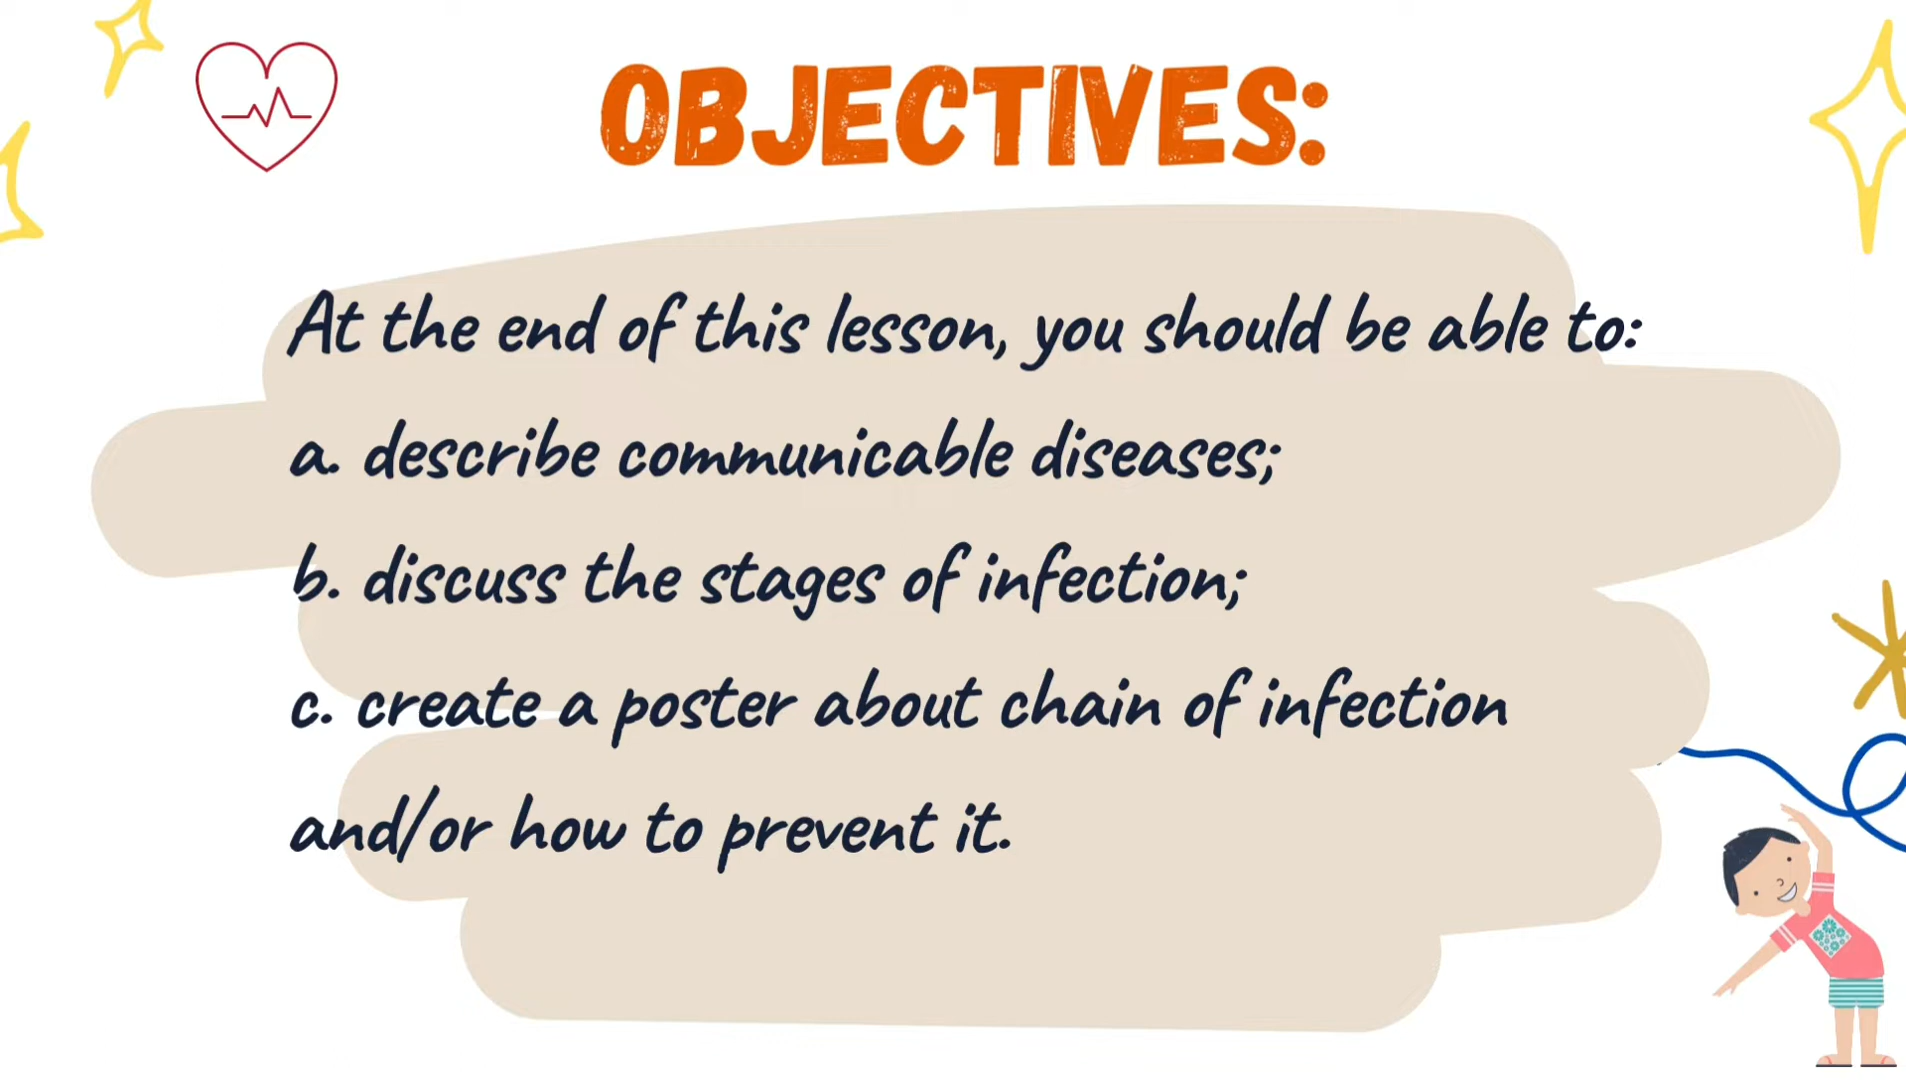 OBJECTIVES:
At the end of this lesson, you should be able to:
a. describe communicable diseases;
b. discuss the stages of infection;
c. create a poster about chain of infection
and/or how to prevent it.